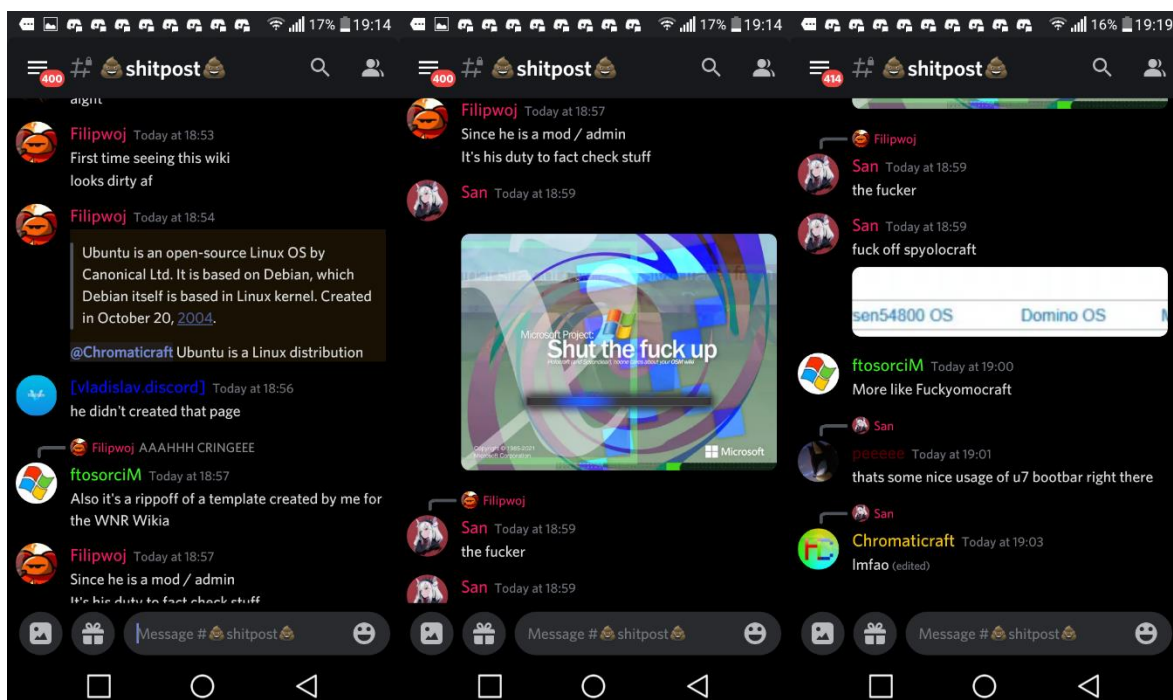 17% 19:14
400 shitpost
aight
Filipwoj Today at 18:53
First time seeing this wiki
looks dirty af
Filipwoj Today at 18:54
Ubuntu is an open-source Linux OS by
Canonical Ltd. It is based on Debian, which
Debian itself is based in Linux kernel. Created
in October 20, 2004.
@Chromaticraft Ubuntu is a Linux distribution
[vladislav.discord] Today at 18:56
he didn't created that page
Filipwoj AAAHHH CRINGEEE
ftosorciM Today at 18:57
Also it's a rippoff of a template created by me for
the WNR Wikia
Filipwoj Today at 18:57
Since he is a mod / admin
It's his duty to fact check stuff
Message # shitpost
17% 19:14
400 shitpost
Filipwoj Today at 18:57
Since he is a mod / admin
It's his duty to fact check stuff
San Today at 18:59
Microsoft Project:
Shut the fuck up
Microsoft
Filipwoj
San Today at 18:59
the fucker
San Today at 18:59
Message # shitpost
16% 19:19
414 shitpost
Filipwoj
San Today at 18:59
the fucker
San Today at 18:59
fuck off spyolocraft
sen54800 OS Domino OS
ftosorciM Today at 19:00
More like Fuckyomocraft
San
peeeee Today at 19:01
thats some nice usage of u7 bootbar right there
San
Chromaticraft Today at 19:03
lmfao (edited)
Message # shitpost